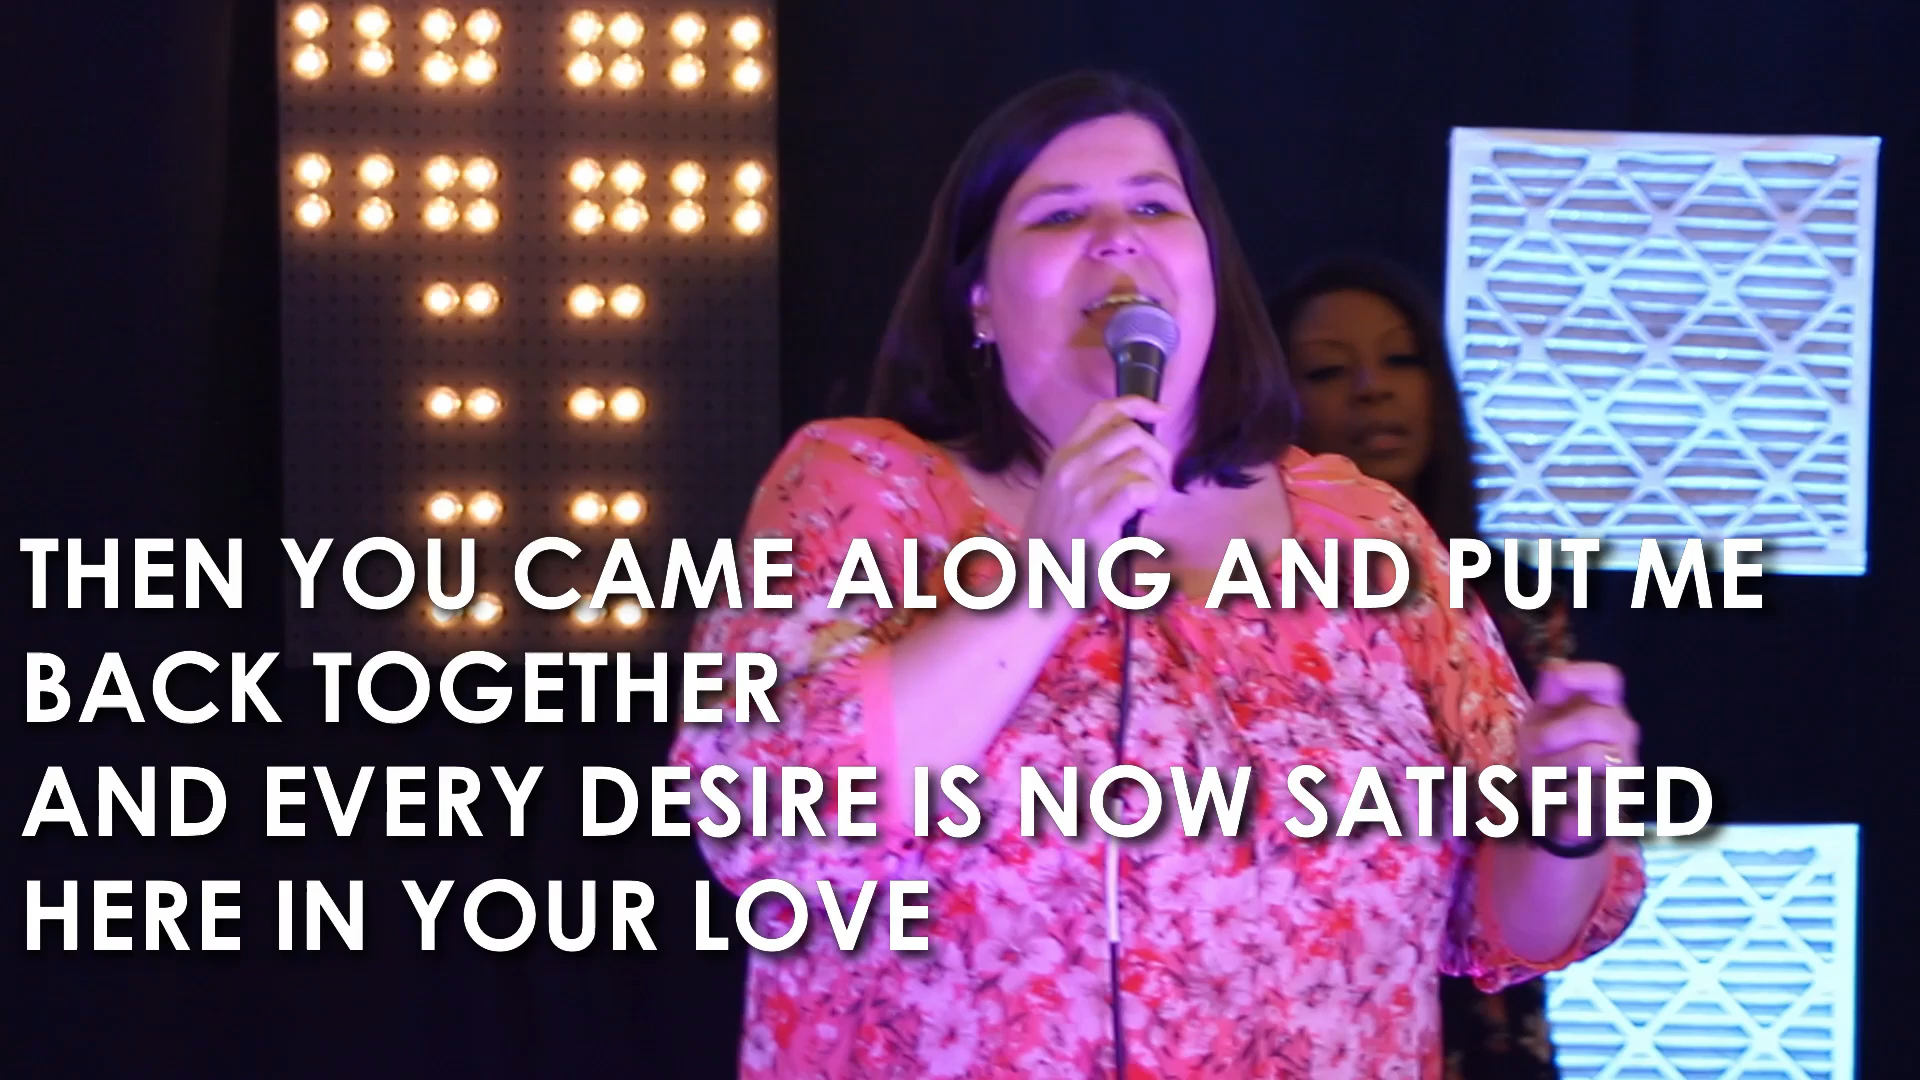 THEN YOU CAME ALONG AND PUT ME
BACK TOGETHER
AND EVERY DESIRE IS NOW SATISFIED
HERE IN YOUR LOVE